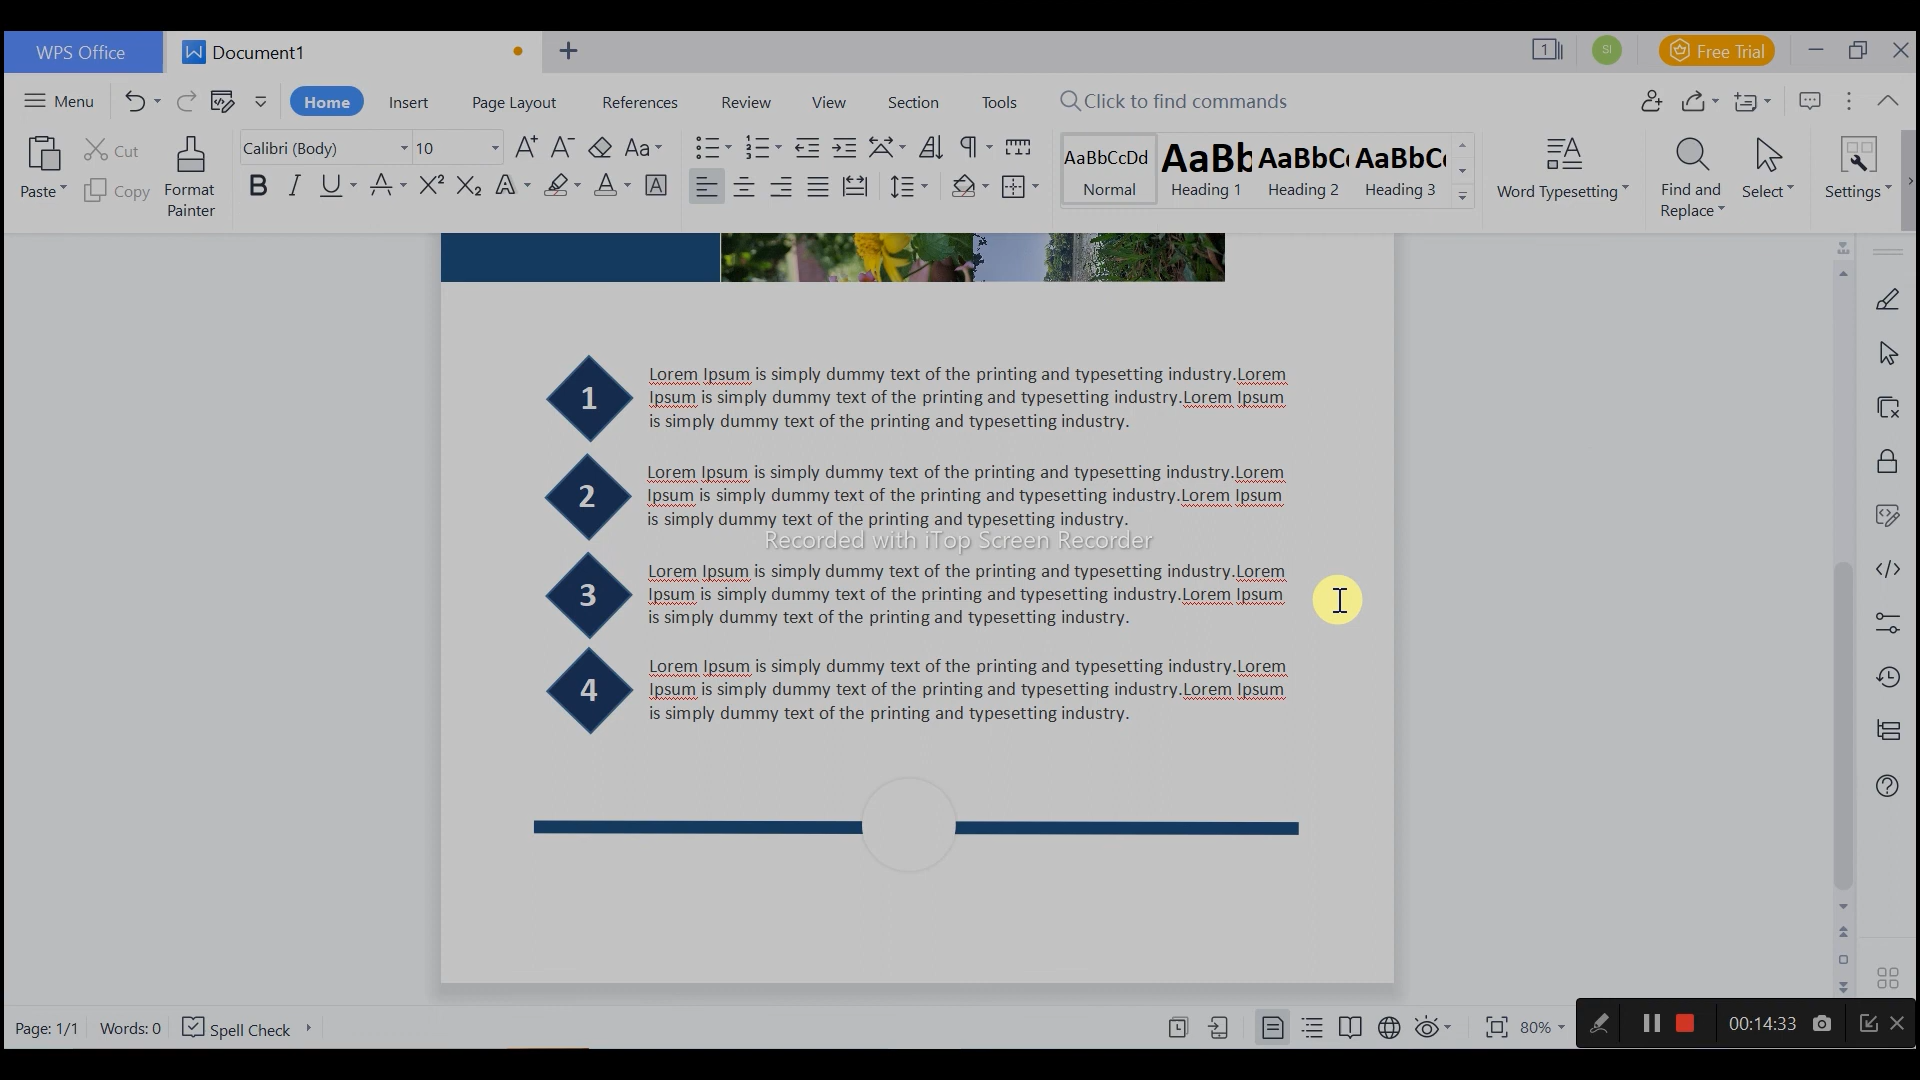 WPS Office
Document1
1
SI
Free Trial
Menu
Home
Insert
Page Layout
References
Review
View
Section
Tools
Click to find commands
Paste
Cut
Copy
Format
Painter
Calibri (Body)
10
AaBbCcDd
Normal
AaBb
Heading 1
AaBbC
Heading 2
AaBbC
Heading 3
Word Typesetting
Find and
Replace
Select
Settings
1
Lorem Ipsum is simply dummy text of the printing and typesetting industry.Lorem
Ipsum is simply dummy text of the printing and typesetting industry.Lorem Ipsum
is simply dummy text of the printing and typesetting industry.
2
Lorem Ipsum is simply dummy text of the printing and typesetting industry.Lorem
Ipsum is simply dummy text of the printing and typesetting industry.Lorem Ipsum
is simply dummy text of the printing and typesetting industry.
Recorded with iTop Screen Recorder
3
Lorem Ipsum is simply dummy text of the printing and typesetting industry.Lorem
Ipsum is simply dummy text of the printing and typesetting industry.Lorem Ipsum
is simply dummy text of the printing and typesetting industry.
4
Lorem Ipsum is simply dummy text of the printing and typesetting industry.Lorem
Ipsum is simply dummy text of the printing and typesetting industry.Lorem Ipsum
is simply dummy text of the printing and typesetting industry.
Page: 1/1
Words: 0
Spell Check
80%
00:14:33